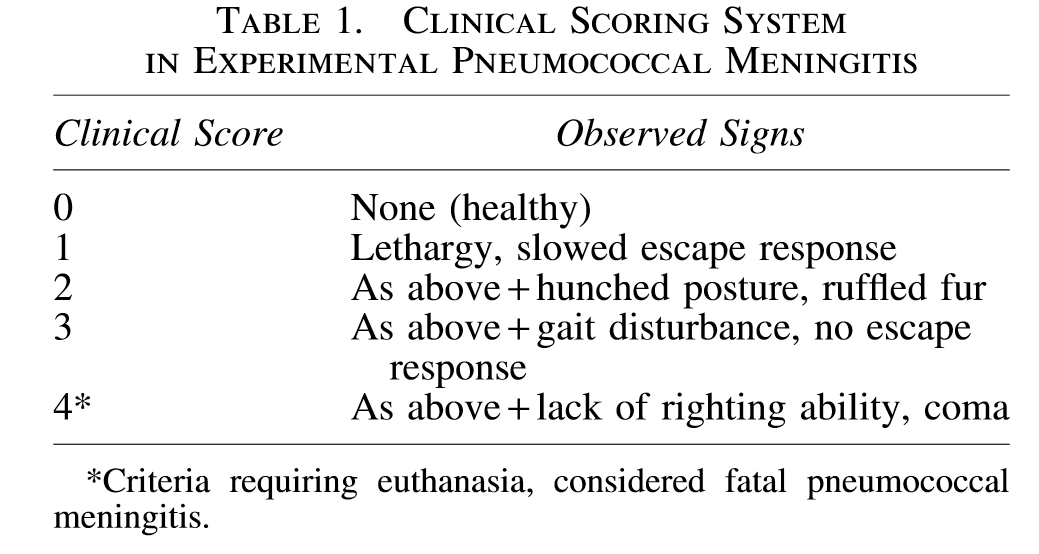 TABLE 1. CLINICAL SCORING SYSTEM
IN EXPERIMENTAL PNEUMOCOCCAL MENINGITIS
Clinical Score Observed Signs
0 None (healthy)
1 Lethargy, slowed escape response
2 As above + hunched posture, ruffled fur
3 As above + gait disturbance, no escape
response
4* As above + lack of righting ability, coma
*Criteria requiring euthanasia, considered fatal pneumococcal
meningitis.